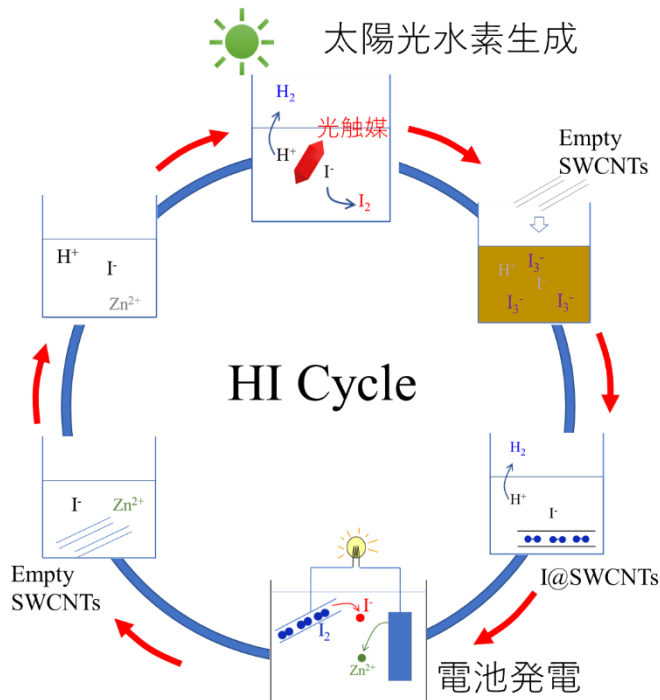 太陽光水素生成
H₂
光触媒
H⁺
I⁻
I₂
Empty
SWCNTs
I₃⁻
H⁺
I⁻
I₃⁻
I₃⁻
H⁺
I⁻
Zn²⁺
HI Cycle
H₂
H⁺
I⁻
I@SWCNTs
I⁻
Zn²⁺
Empty
SWCNTs
I⁻
I₂
Zn²⁺
電池発電